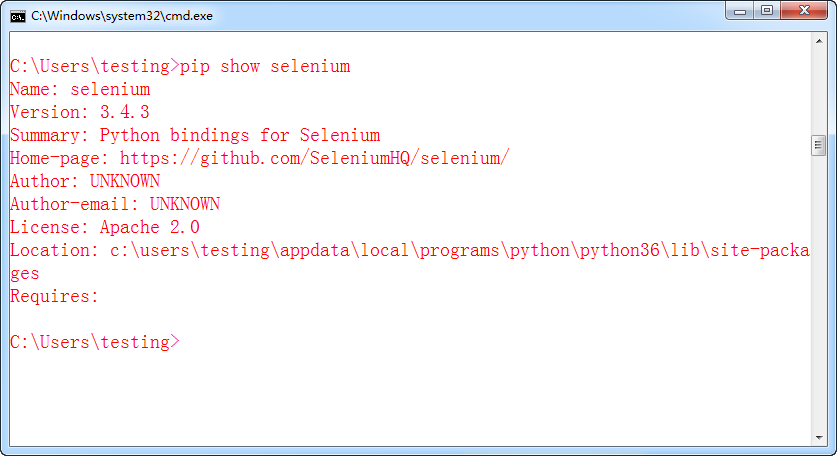 C:\Windows\system32\cmd.exe
C:\Users\testing>pip show selenium
Name: selenium
Version: 3.4.3
Summary: Python bindings for Selenium
Home-page: https://github.com/SeleniumHQ/selenium/
Author: UNKNOWN
Author-email: UNKNOWN
License: Apache 2.0
Location: c:\users\testing\appdata\local\programs\python\python36\lib\site-packa
ges
Requires:
C:\Users\testing>